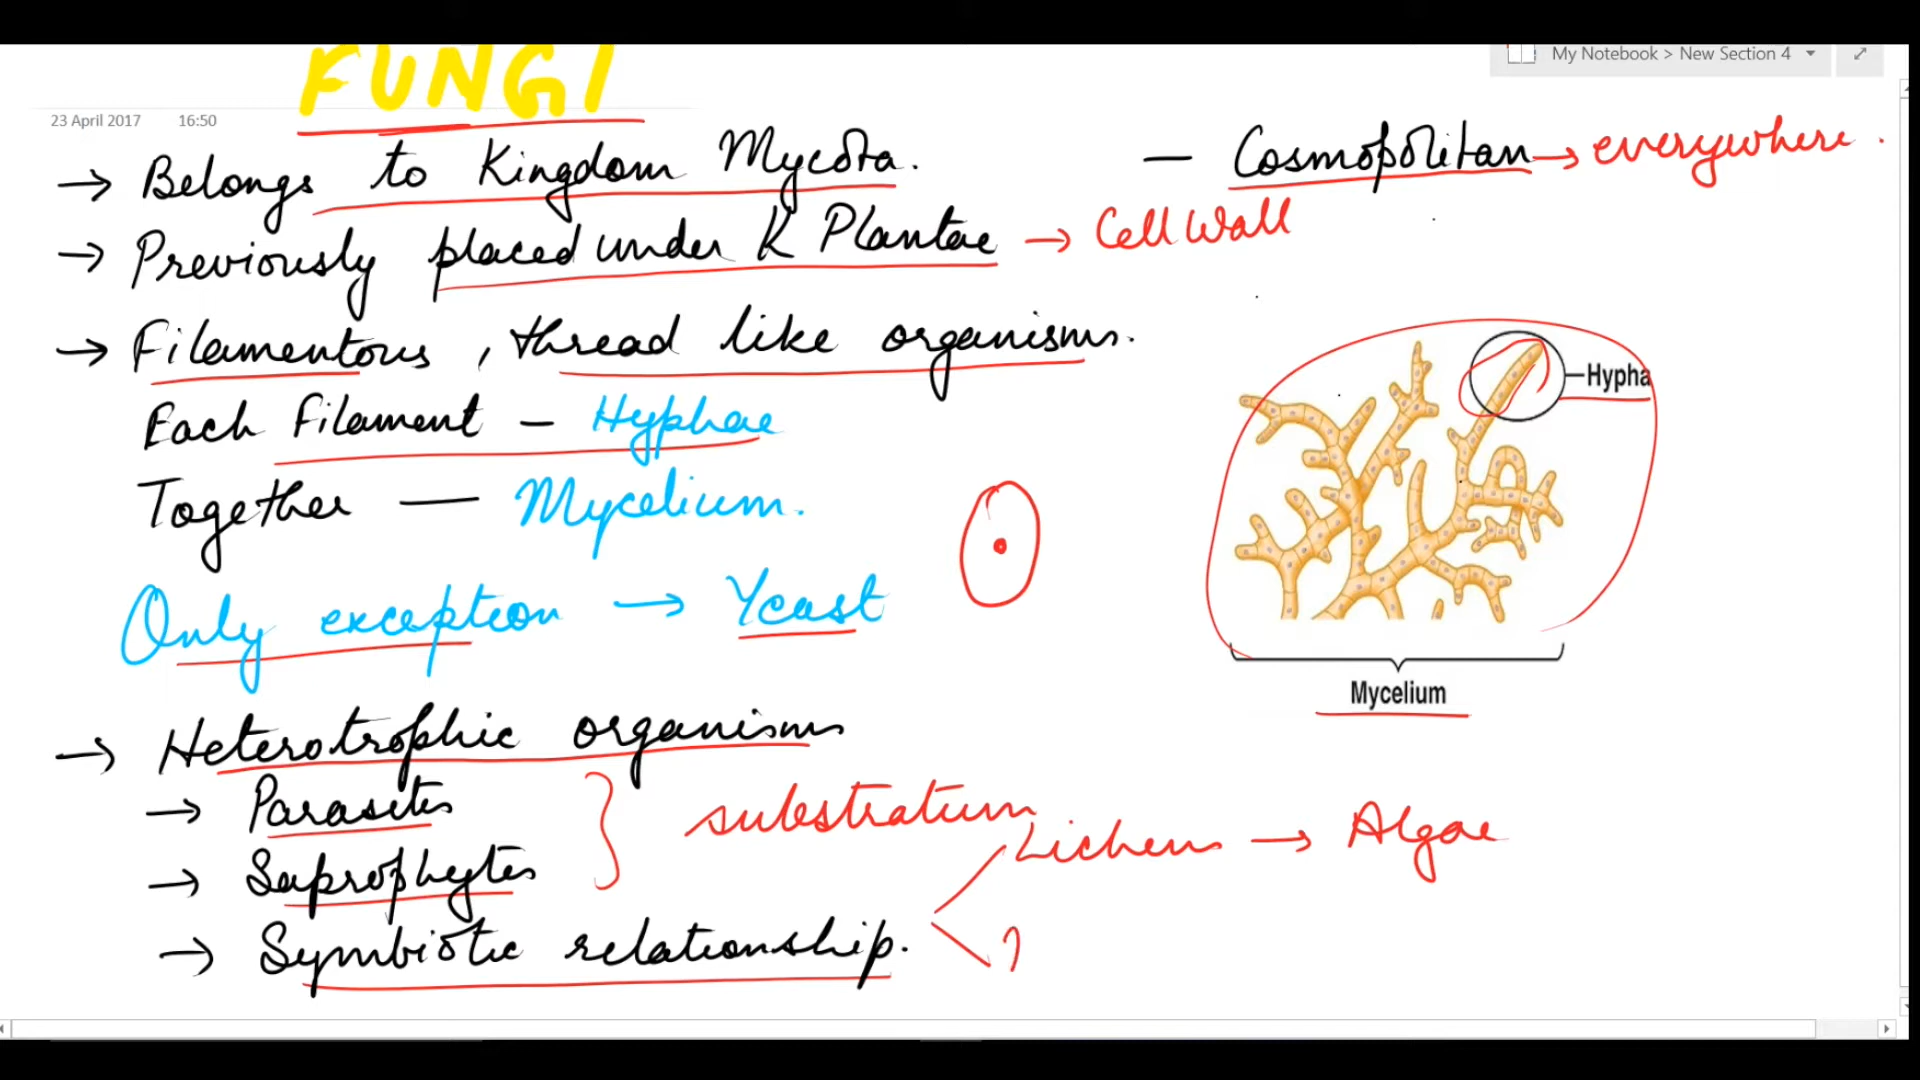 FUNGI
My Notebook > New Section 4
23 April 2017 16:50
→ Belongs to Kingdom Mycota.
— Cosmopolitan → everywhere.
→ Previously placed under K Plantae → Cell Wall
→ Filamentous, thread like organisms.
Each Filament – Hyphae
Together — Mycelium.
Only exception → Yeast
Hypha
Mycelium
→ Heterotrophic organisms
→ Parasites
→ Saprophytes
substratum
→ Symbiotic relationship.
Lichens → Algae